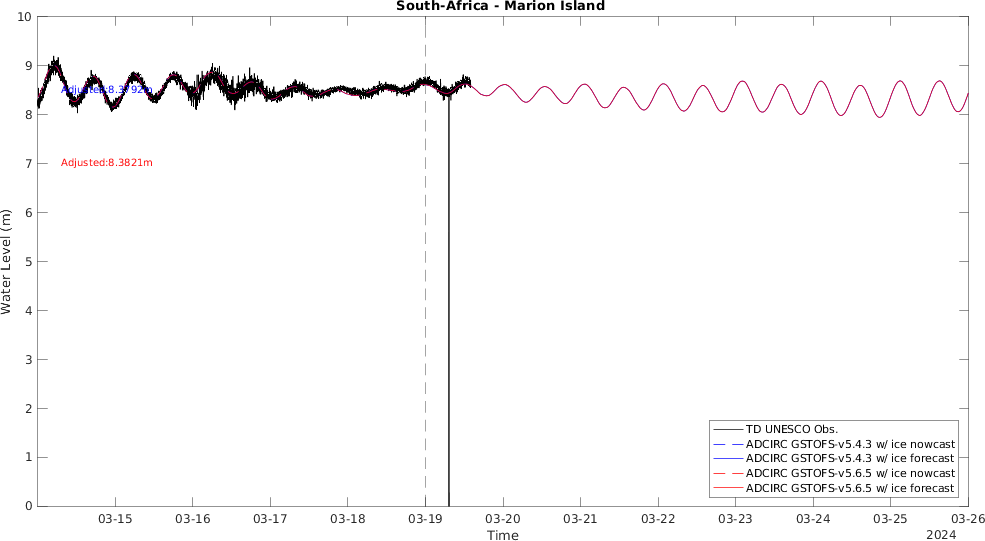 South-Africa - Marion Island
10
9
8
7
6
5
4
3
2
1
0
Water Level (m)
Adjusted:8.3792m
Adjusted:8.3821m
TD UNESCO Obs.
ADCIRC GSTOFS-v5.4.3 w/ ice nowcast
ADCIRC GSTOFS-v5.4.3 w/ ice forecast
ADCIRC GSTOFS-v5.6.5 w/ ice nowcast
ADCIRC GSTOFS-v5.6.5 w/ ice forecast
03-15 03-16 03-17 03-18 03-19 03-20 03-21 03-22 03-23 03-24 03-25 03-26
Time
2024